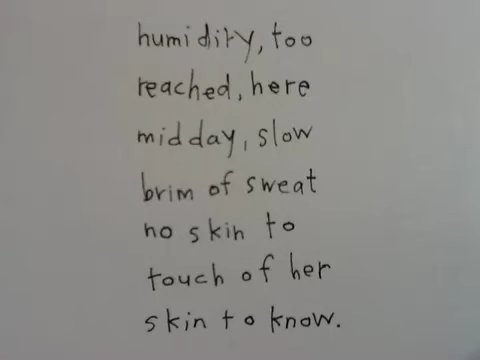 humidity, too
reached, here
midday, slow
brim of sweat
no skin to
touch of her
skin to know.